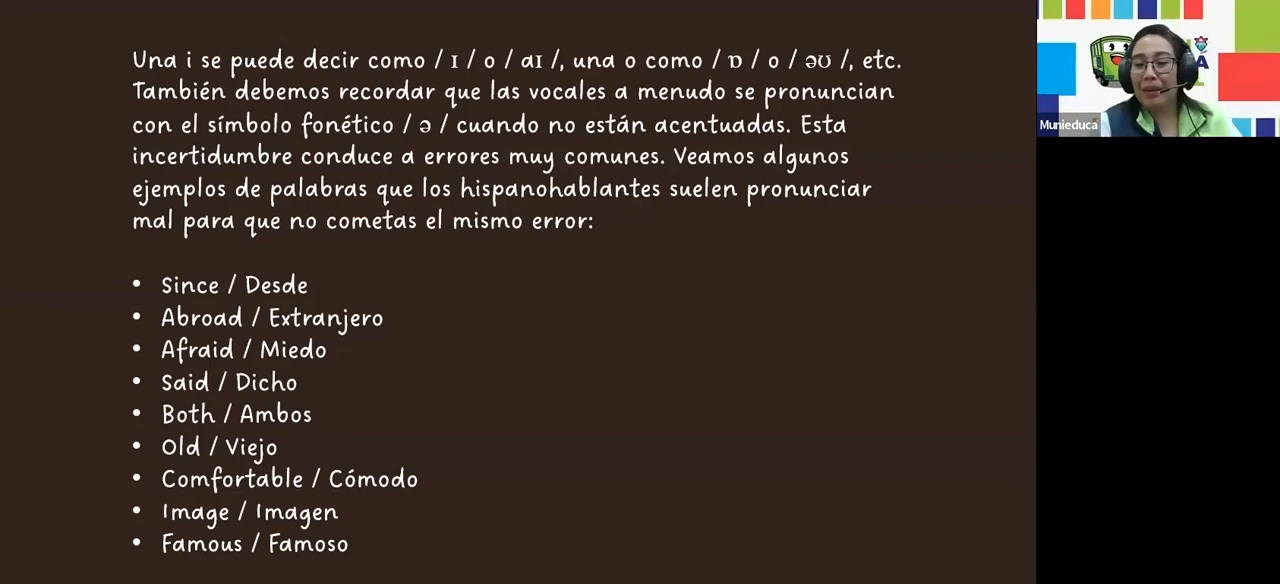 Una i se puede decir como / ɪ / o / aɪ /, una o como / ɒ / o / əʊ /, etc.
También debemos recordar que las vocales a menudo se pronuncian
con el símbolo fonético / ə / cuando no están acentuadas. Esta
incertidumbre conduce a errores muy comunes. Veamos algunos
ejemplos de palabras que los hispanohablantes suelen pronunciar
mal para que no cometas el mismo error:
• Since / Desde
• Abroad / Extranjero
• Afraid / Miedo
• Said / Dicho
• Both / Ambos
• Old / Viejo
• Comfortable / Cómodo
• Image / Imagen
• Famous / Famoso
Munieduca